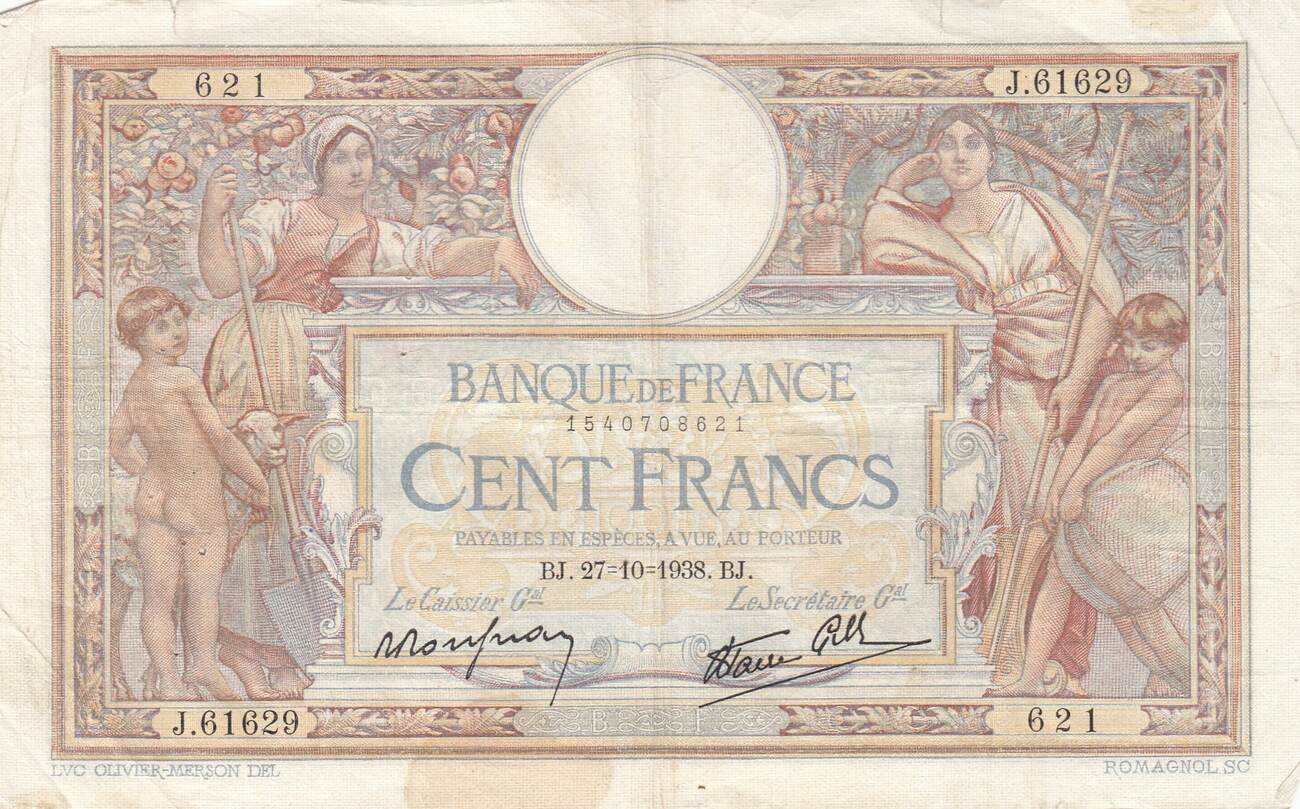 621
J.61629
BANQUE DE FRANCE
1540708621
CENT FRANCS
PAYABLES EN ESPÈCES, A VUE, AU PORTEUR
BJ. 27=10=1938. BJ.
Le Caissier Gal
Le Secrétaire Gal
J.61629
B F
621
LVC OLIVIER-MERSON DEL
ROMAGNOL SC